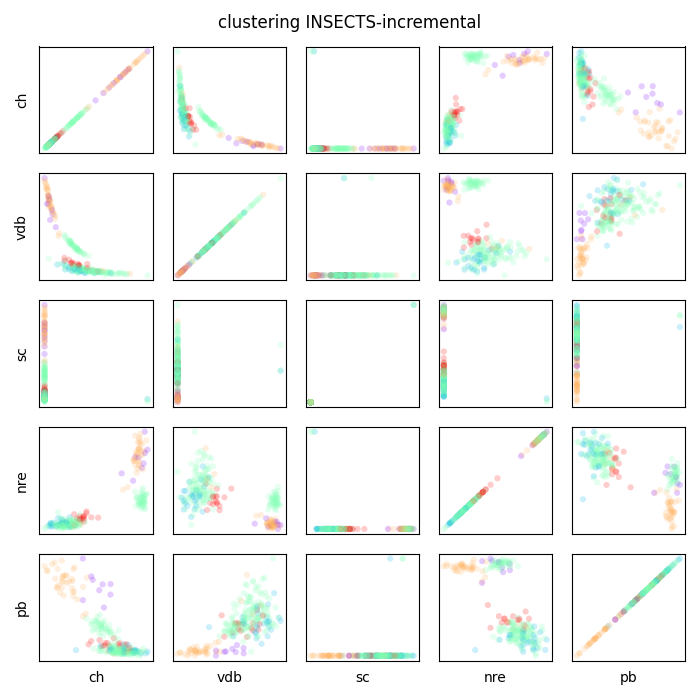 clustering INSECTS-incremental
ch
vdb
sc
nre
pb
ch vdb sc nre pb